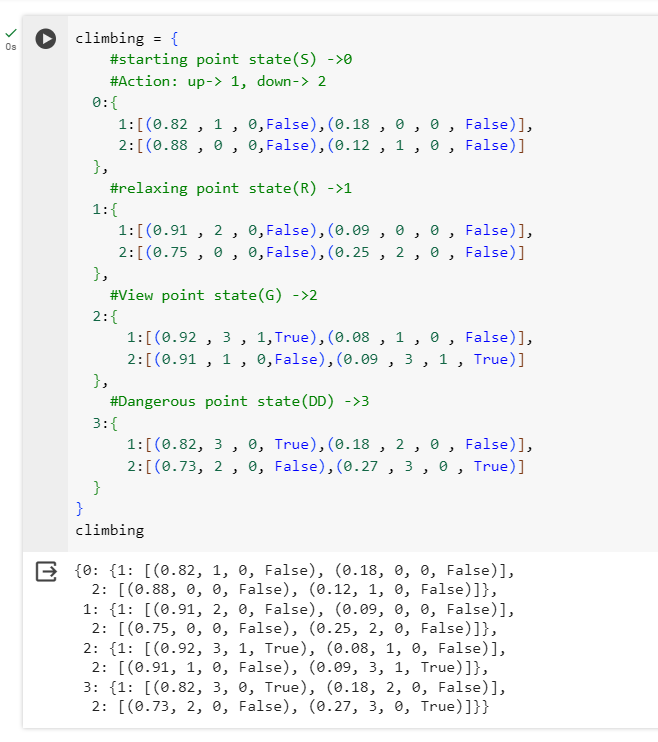 climbing = {
#starting point state(S) ->0
#Action: up-> 1, down-> 2
0:{
1:[(0.82 , 1 , 0,False),(0.18 , 0 , 0 , False)],
2:[(0.88 , 0 , 0,False),(0.12 , 1 , 0 , False)]
},
#relaxing point state(R) ->1
1:{
1:[(0.91 , 2 , 0,False),(0.09 , 0 , 0 , False)],
2:[(0.75 , 0 , 0,False),(0.25 , 2 , 0 , False)]
},
#View point state(G) ->2
2:{
1:[(0.92 , 3 , 1,True),(0.08 , 1 , 0 , False)],
2:[(0.91 , 1 , 0,False),(0.09 , 3 , 1 , True)]
},
#Dangerous point state(DD) ->3
3:{
1:[(0.82, 3 , 0, True),(0.18 , 2 , 0 , False)],
2:[(0.73, 2 , 0, False),(0.27 , 3 , 0 , True)]
}
}
climbing
0s
{0: {1: [(0.82, 1, 0, False), (0.18, 0, 0, False)],
2: [(0.88, 0, 0, False), (0.12, 1, 0, False)]},
1: {1: [(0.91, 2, 0, False), (0.09, 0, 0, False)],
2: [(0.75, 0, 0, False), (0.25, 2, 0, False)]},
2: {1: [(0.92, 3, 1, True), (0.08, 1, 0, False)],
2: [(0.91, 1, 0, False), (0.09, 3, 1, True)]},
3: {1: [(0.82, 3, 0, True), (0.18, 2, 0, False)],
2: [(0.73, 2, 0, False), (0.27, 3, 0, True)]}}